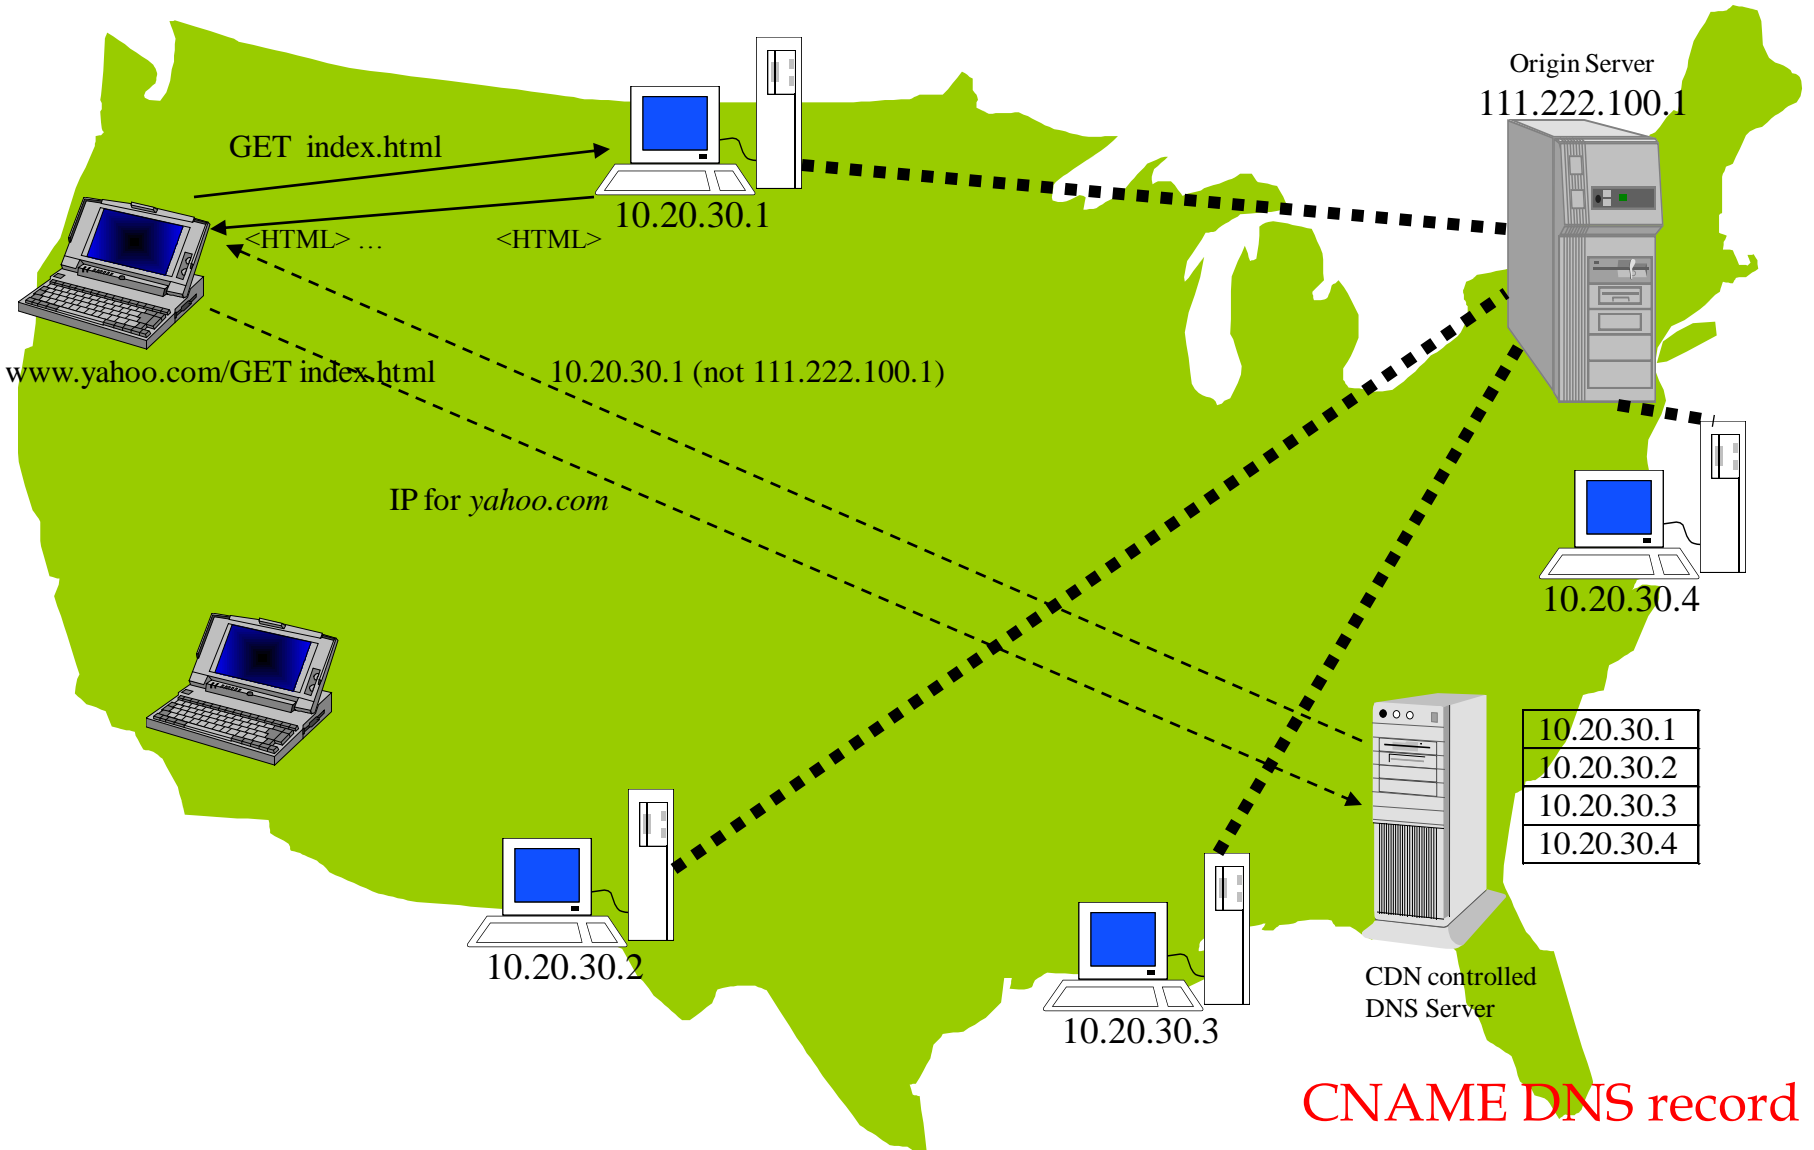 Origin Server
111.222.100.1
GET index.html
10.20.30.1
<HTML> … <HTML>
www.yahoo.com/GET index.html
10.20.30.1 (not 111.222.100.1)
IP for yahoo.com
10.20.30.4
10.20.30.1
10.20.30.2
10.20.30.3
10.20.30.4
10.20.30.2
CDN controlled
DNS Server
10.20.30.3
CNAME DNS record